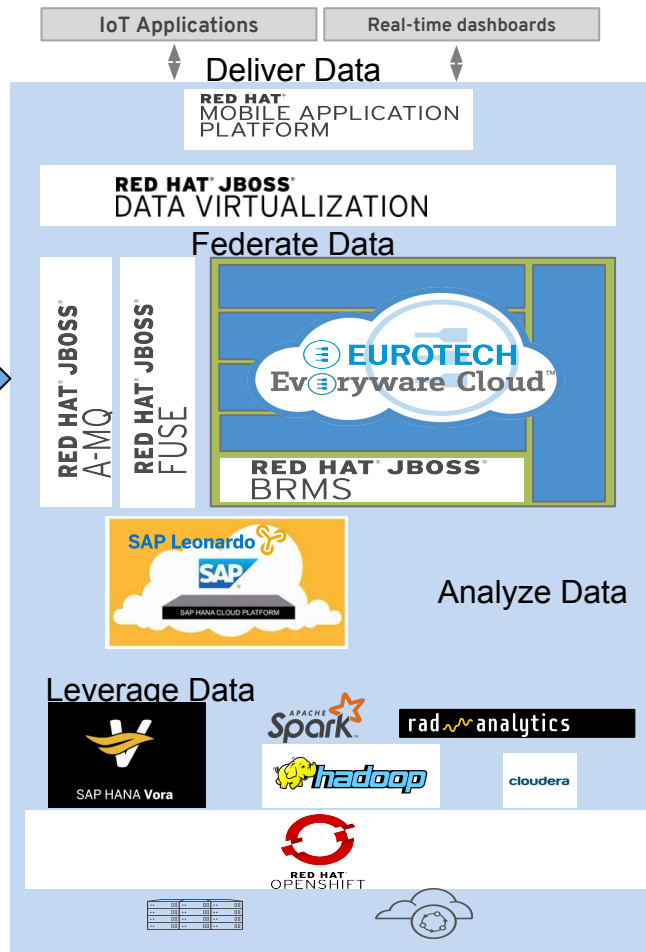 IoT Applications
Real-time dashboards
Deliver Data
RED HAT®
MOBILE APPLICATION
PLATFORM
RED HAT® JBOSS®
DATA VIRTUALIZATION
Federate Data
RED HAT® JBOSS®
A-MQ
RED HAT® JBOSS®
FUSE
EUROTECH
Everyware Cloud™
RED HAT® JBOSS®
BRMS
SAP Leonardo
SAP
SAP HANA CLOUD PLATFORM
Analyze Data
Leverage Data
SAP HANA Vora
APACHE
Spark™
rad analytics
hadoop
cloudera
RED HAT®
OPENSHIFT